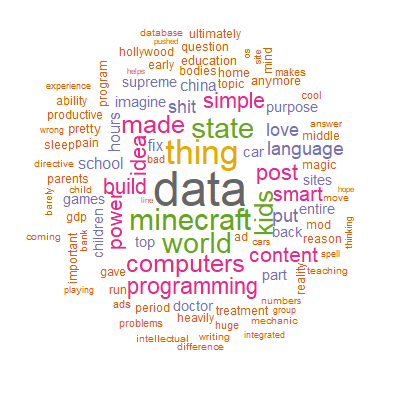 database ultimately
pushed
hollywood question os site mind
early education
helps bodies home makes
experience program supreme china topic anymore
ability imagine shit simple purpose cool
productive hours made state love answer
wrong pretty idea fix thing car language middle
sleep pain bad magic
directive school post sites
parents build data kids smart move hope
child power line put entire
games minecraft back mod
gdp children top world ad reason thinking
coming bank cars spell
important computers content
gave part reality teaching
playing run programming
ads period doctor treatment numbers
problems heavily huge group
mechanic
intellectual writing integrated
difference
barely